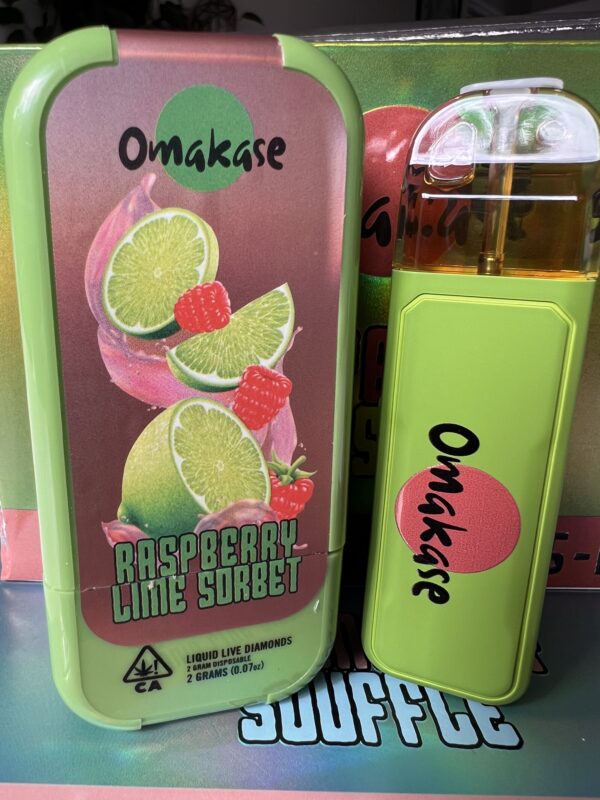 Omakase
RASPBERRY
LIME SORBET
CA
LIQUID LIVE DIAMONDS
2 GRAM DISPOSABLE
2 GRAMS (0.07oz)
Omakase
SOUFFLE